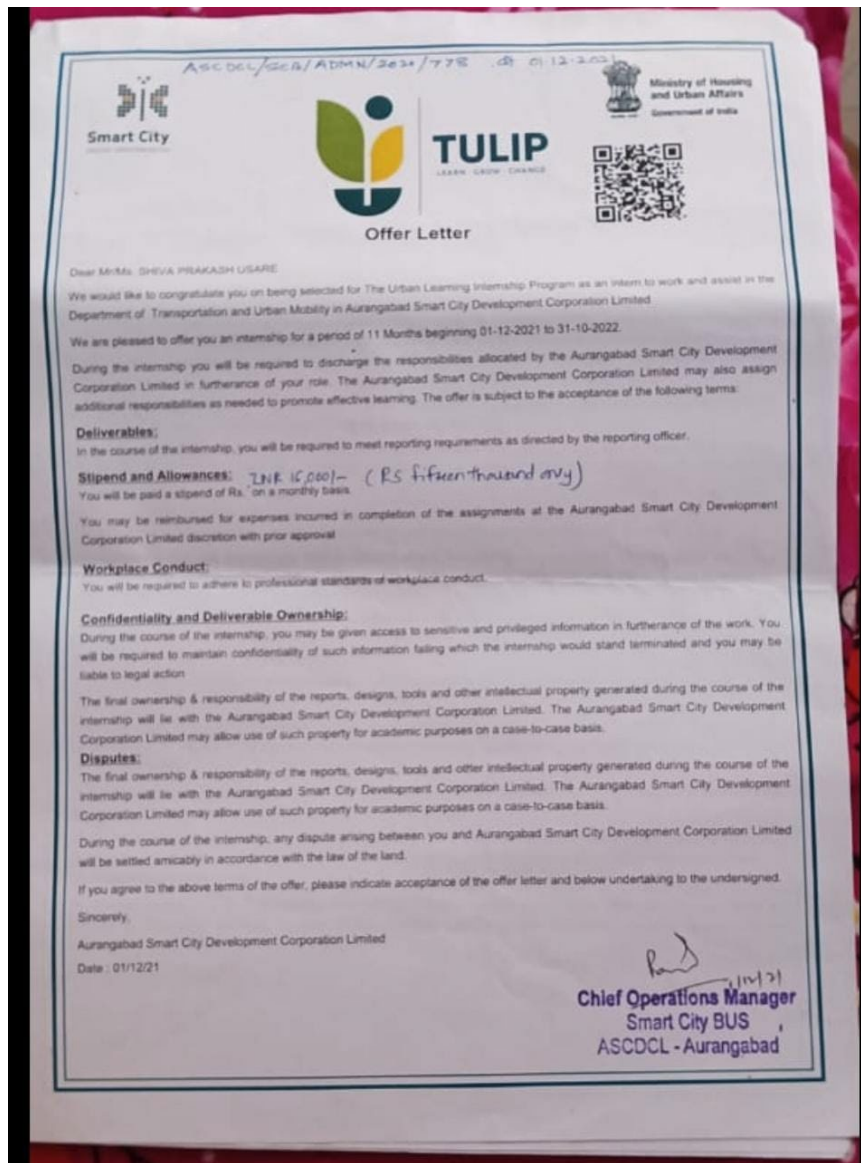 ASCDCL/SCB/ADMN/2020/778 dt 01-12-2021
Smart City
Ministry of Housing
and Urban Affairs
Government of India
TULIP
LEARN · GROW · CHANGE
Offer Letter
Dear Mr/Ms. SHIVA PRAKASH USARE
We would like to congratulate you on being selected for The Urban Learning Internship Program as an intern to work and assist in the
Department of Transportation and Urban Mobility in Aurangabad Smart City Development Corporation Limited
We are pleased to offer you an internship for a period of 11 Months beginning 01-12-2021 to 31-10-2022.
During the internship you will be required to discharge the responsibilities allocated by the Aurangabad Smart City Development
Corporation Limited in furtherance of your role. The Aurangabad Smart City Development Corporation Limited may also assign
additional responsibilities as needed to promote effective learning. The offer is subject to the acceptance of the following terms:
Deliverables:
In the course of the internship, you will be required to meet reporting requirements as directed by the reporting officer.
Stipend and Allowances: INR 15,000/- (RS fifteen thousand only)
You will be paid a stipend of Rs. on a monthly basis.
You may be reimbursed for expenses incurred in completion of the assignments at the Aurangabad Smart City Development
Corporation Limited discretion with prior approval
Workplace Conduct:
You will be required to adhere to professional standards of workplace conduct.
Confidentiality and Deliverable Ownership:
During the course of the internship, you may be given access to sensitive and privileged information in furtherance of the work. You
will be required to maintain confidentiality of such information failing which the internship would stand terminated and you may be
liable to legal action
The final ownership & responsibility of the reports, designs, tools and other intellectual property generated during the course of the
internship will lie with the Aurangabad Smart City Development Corporation Limited. The Aurangabad Smart City Development
Corporation Limited may allow use of such property for academic purposes on a case-to-case basis.
Disputes:
The final ownership & responsibility of the reports, designs, tools and other intellectual property generated during the course of the
internship will lie with the Aurangabad Smart City Development Corporation Limited. The Aurangabad Smart City Development
Corporation Limited may allow use of such property for academic purposes on a case-to-case basis.
During the course of the internship, any dispute arising between you and Aurangabad Smart City Development Corporation Limited
will be settled amicably in accordance with the law of the land.
If you agree to the above terms of the offer, please indicate acceptance of the offer letter and below undertaking to the undersigned.
Sincerely,
Aurangabad Smart City Development Corporation Limited
Date : 01/12/21
Chief Operations Manager
Smart City BUS
ASCDCL - Aurangabad